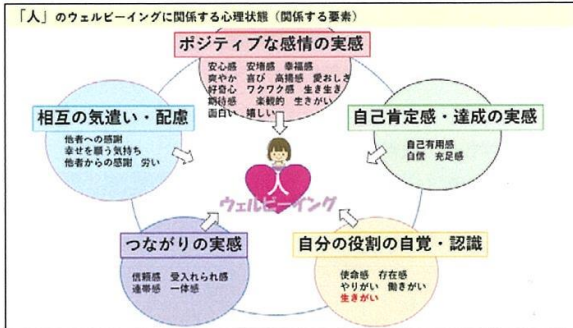 「人」のウェルビーイングに関係する心理状態（関係する要素）
ポジティブな感情の実感
安心感 安堵感 幸福感
爽やか 喜び 高揚感 愛おしさ
好奇心 ワクワク感 生き生き
期待感 楽観的 生きがい
面白い 嬉しい
相互の気遣い・配慮
他者への感謝
幸せを願う気持ち
他者からの感謝 労い
自己肯定感・達成の実感
自己有用感
自信 充足感
人
ウェルビーイング
つながりの実感
信頼感 受入れられ感
連帯感 一体感
自分の役割の自覚・認識
使命感 存在感
やりがい 働きがい
生きがい